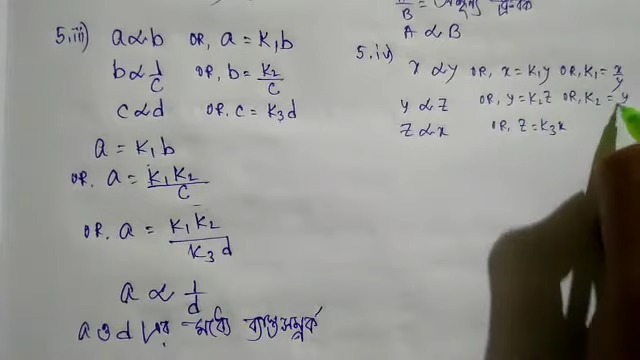 5.iii) a∝b OR, a = K₁b
b∝1/c OR, b = K₂/c
c∝d OR. c = K₃d
a = K₁b
OR. a = K₁K₂/c
OR. a = K₁K₂/K₃d
a ∝ 1/d
a ও d এর মধ্যে ব্যস্তসম্পর্ক
A ∝ B
5.iv)
x∝y OR, x = K₁y OR, K₁ = x/y
y∝z OR, y = K₂z OR, K₂ = y
z∝x OR, z = K₃x